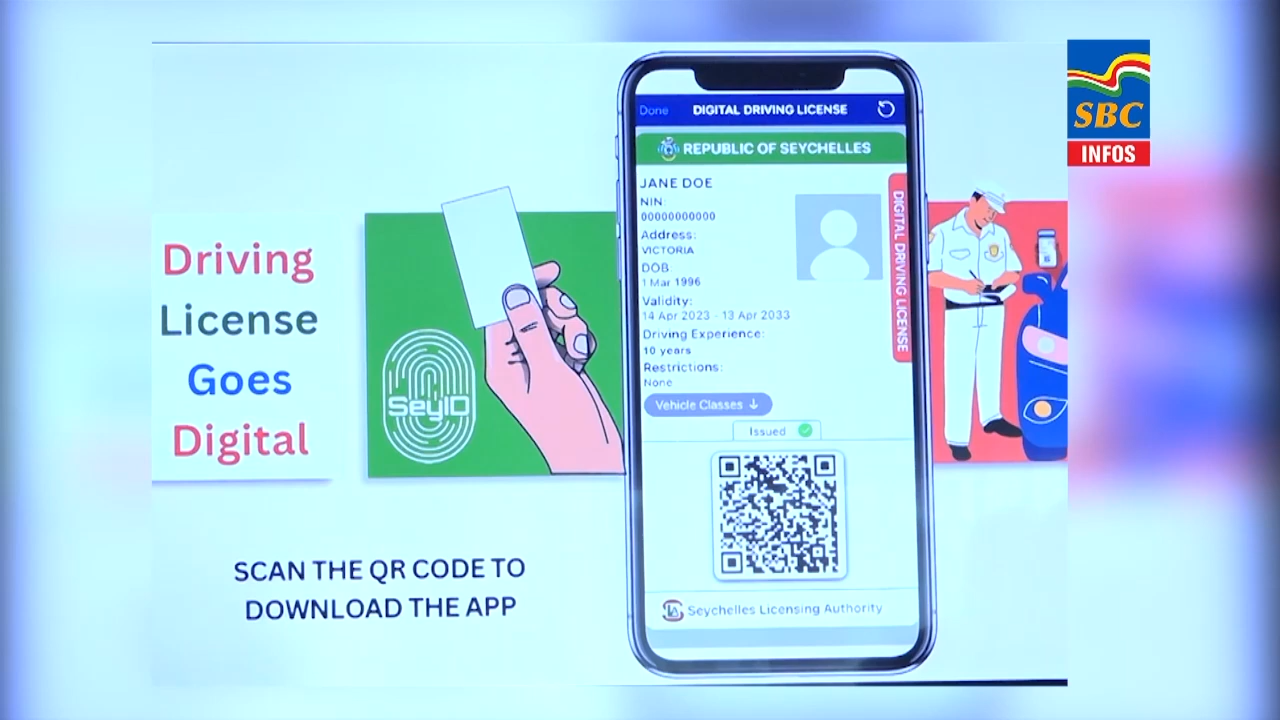 SBC
INFOS
Driving
License
Goes
Digital
SeyID
SCAN THE QR CODE TO
DOWNLOAD THE APP
Done
DIGITAL DRIVING LICENSE
REPUBLIC OF SEYCHELLES
JANE DOE
NIN:
00000000000
Address:
VICTORIA
DOB
1 Mar 1996
Validity:
14 Apr 2023 - 13 Apr 2033
Driving Experience:
10 years
Restrictions:
None
Vehicle Classes ↓
DIGITAL DRIVING LICENSE
Issued
Seychelles Licensing Authority